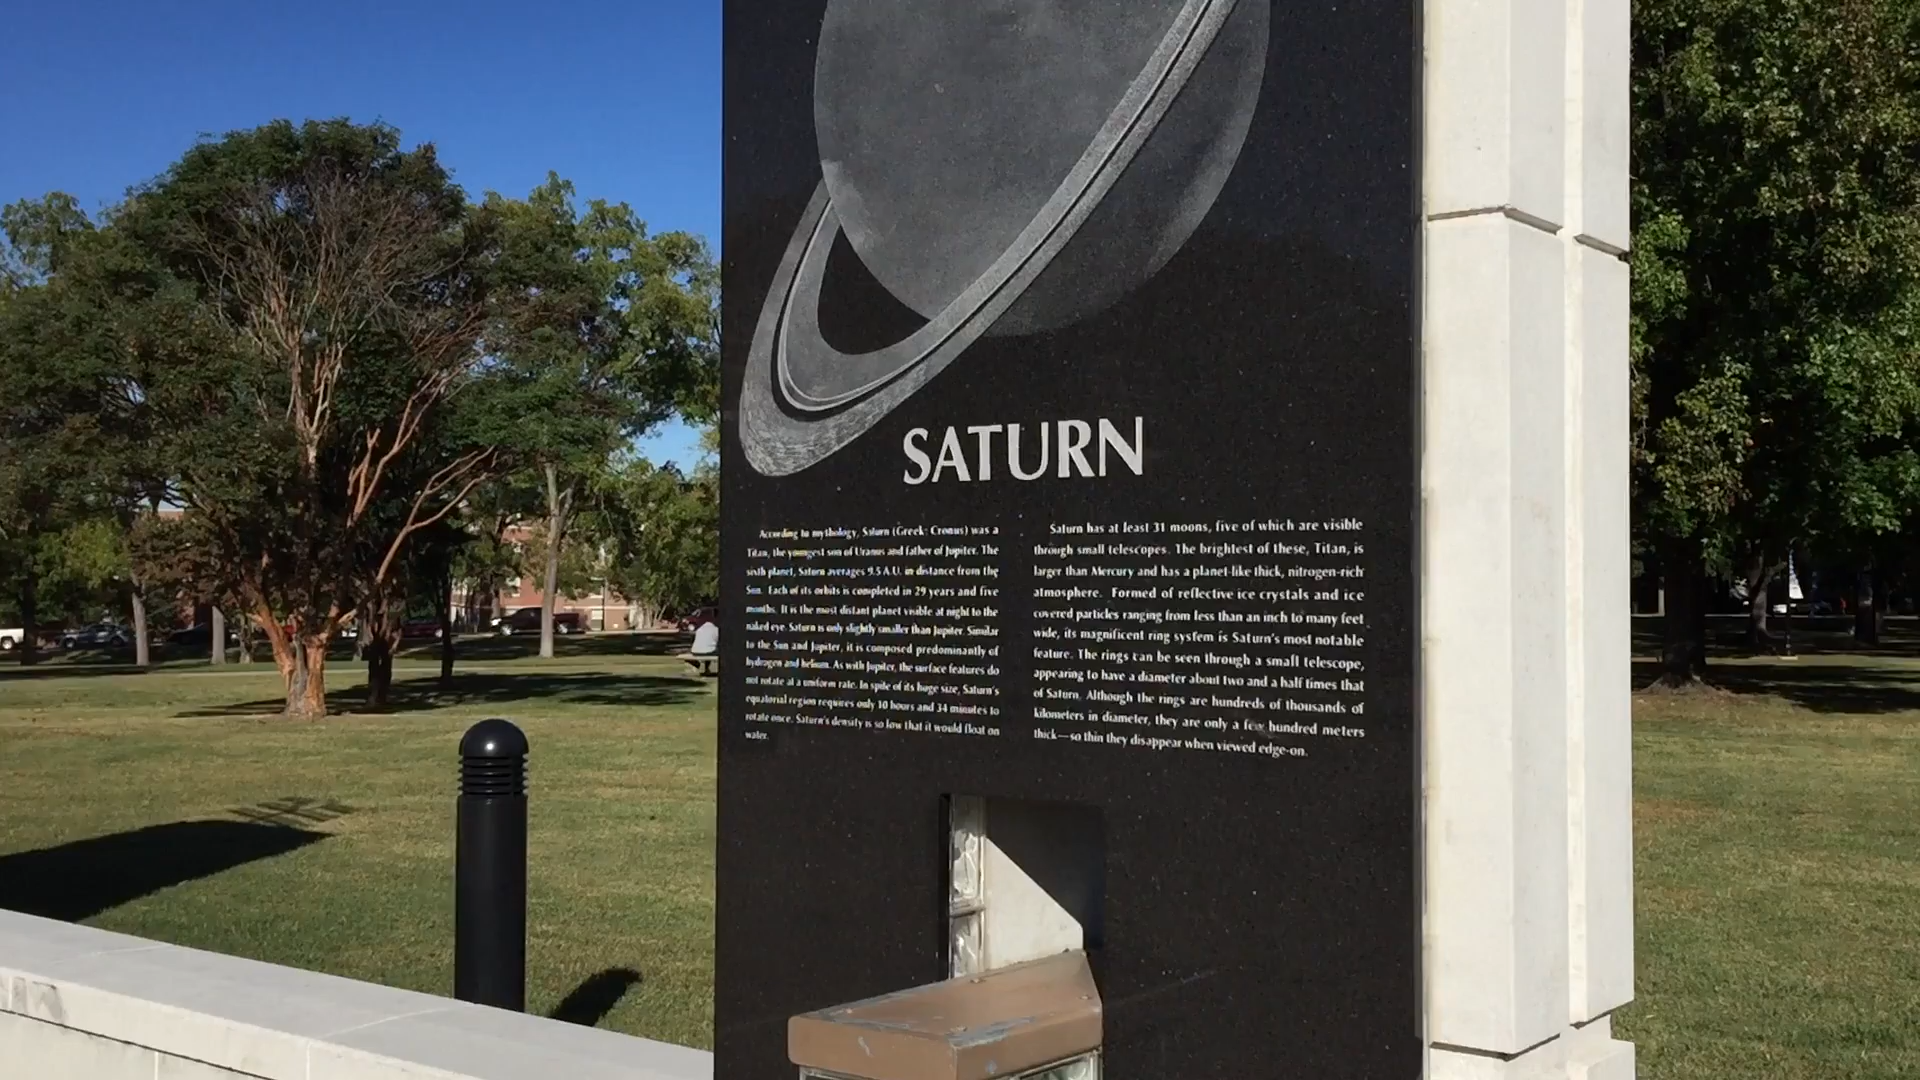 SATURN
According to mythology, Saturn (Greek: Cronus) was a
Titan, the youngest son of Uranus and father of Jupiter. The
sixth planet, Saturn averages 9.5 A.U. in distance from the
Sun. Each of its orbits is completed in 29 years and five
months. It is the most distant planet visible at night to the
naked eye. Saturn is only slightly smaller than Jupiter. Similar
to the Sun and Jupiter, it is composed predominantly of
hydrogen and helium. As with Jupiter, the surface features do
not rotate at a uniform rate. In spite of its huge size, Saturn's
equatorial region requires only 10 hours and 34 minutes to
rotate once. Saturn's density is so low that it would float on
water.
Saturn has at least 31 moons, five of which are visible
through small telescopes. The brightest of these, Titan, is
larger than Mercury and has a planet-like thick, nitrogen-rich
atmosphere. Formed of reflective ice crystals and ice
covered particles ranging from less than an inch to many feet
wide, its magnificent ring system is Saturn's most notable
feature. The rings can be seen through a small telescope,
appearing to have a diameter about two and a half times that
of Saturn. Although the rings are hundreds of thousands of
kilometers in diameter, they are only a few hundred meters
thick—so thin they disappear when viewed edge-on.